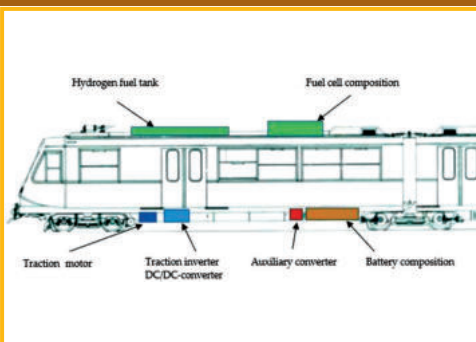 Hydrogen fuel tank
Fuel cell composition
Traction motor
Traction inverter
DC/DC-converter
Auxiliary converter
Battery composition